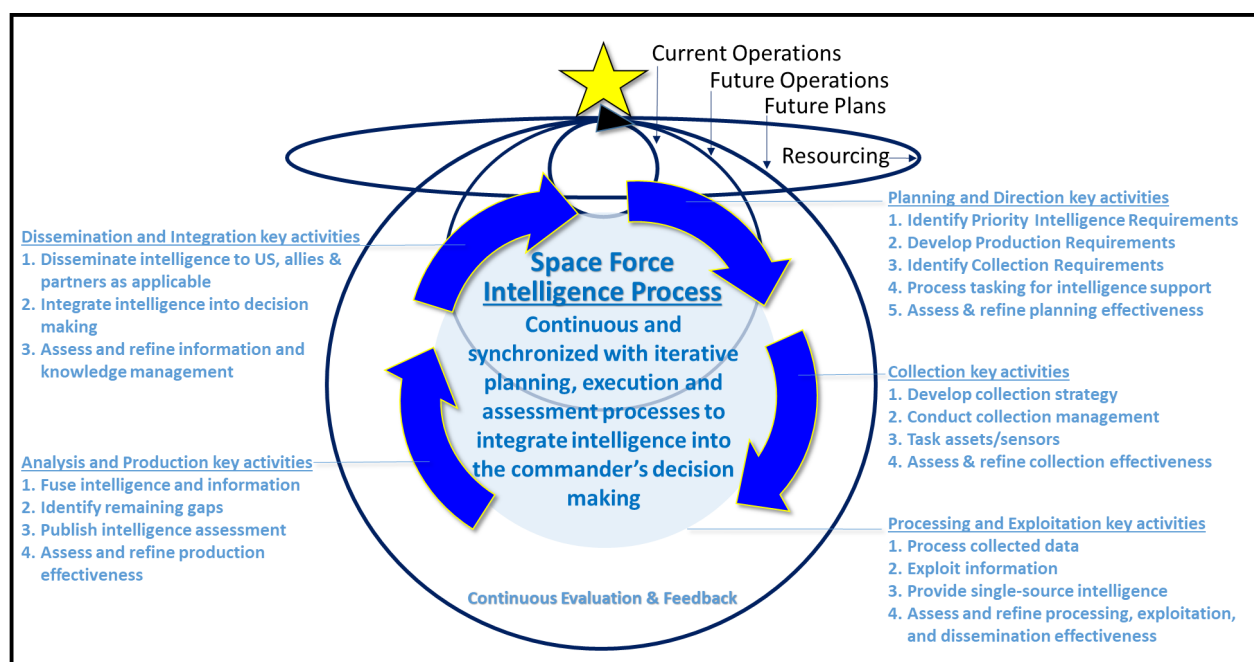 Current Operations
Future Operations
Future Plans
Resourcing
Space Force
Intelligence Process
Continuous and
synchronized with iterative
planning, execution and
assessment processes to
integrate intelligence into
the commander's decision
making
Planning and Direction key activities
1. Identify Priority Intelligence Requirements
2. Develop Production Requirements
3. Identify Collection Requirements
4. Process tasking for intelligence support
5. Assess & refine planning effectiveness
Collection key activities
1. Develop collection strategy
2. Conduct collection management
3. Task assets/sensors
4. Assess & refine collection effectiveness
Processing and Exploitation key activities
1. Process collected data
2. Exploit information
3. Provide single-source intelligence
4. Assess and refine processing, exploitation,
and dissemination effectiveness
Analysis and Production key activities
1. Fuse intelligence and information
2. Identify remaining gaps
3. Publish intelligence assessment
4. Assess and refine production
effectiveness
Dissemination and Integration key activities
1. Disseminate intelligence to US, allies &
partners as applicable
2. Integrate intelligence into decision
making
3. Assess and refine information and
knowledge management
Continuous Evaluation & Feedback